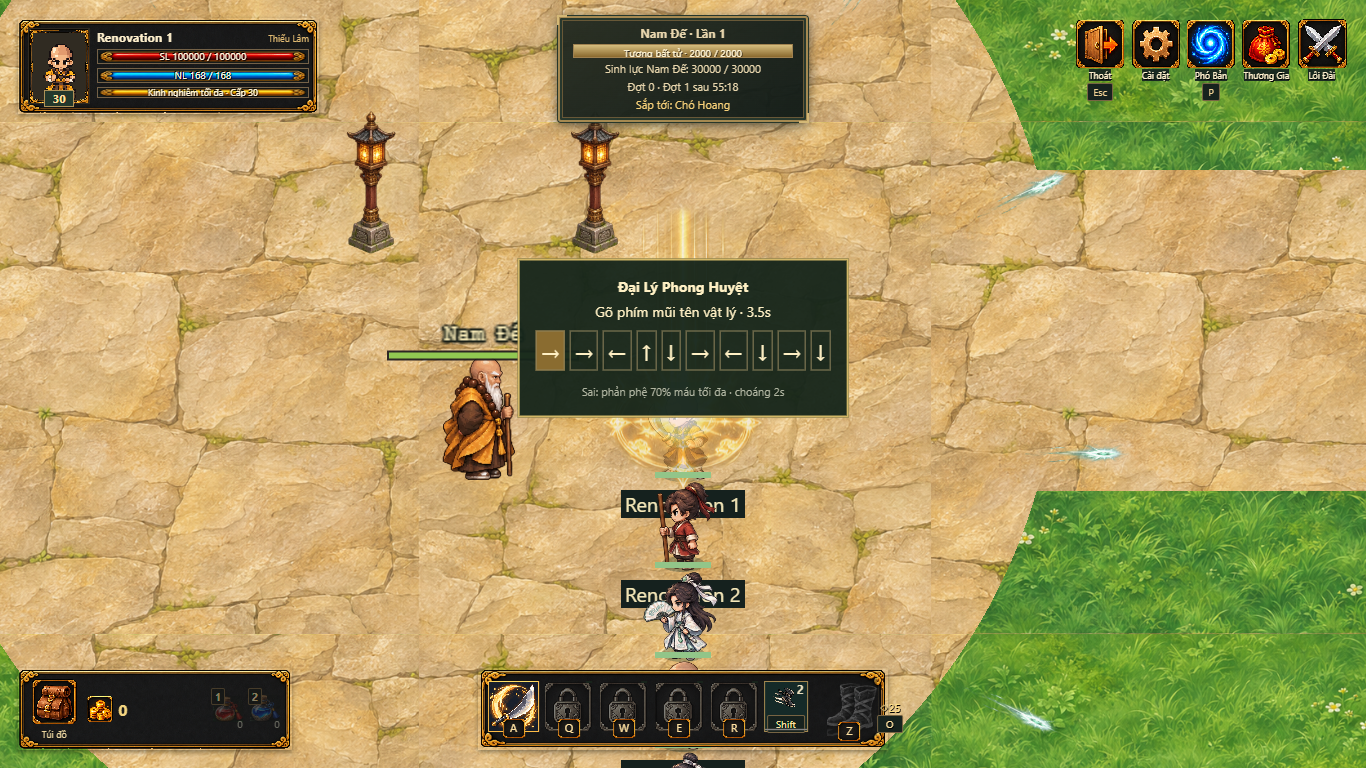 Renovation 1
Thiếu Lâm
SL 100000 / 100000
NL 168 / 168
Kinh nghiệm tối đa · Cấp 30
30
Nam Đế · Lần 1
Tượng bất tử · 2000 / 2000
Sinh lực Nam Đế: 30000 / 30000
Đợt 0 · Đợt 1 sau 55:18
Sắp tới: Chó Hoang
Thoát
Cài đặt
Phó Bản
Thương Gia
Lôi Đài
Esc
P
Đại Lý Phong Huyệt
Gõ phím mũi tên vật lý · 3.5s
→ → ← ↑ ↓ → ← ↓ → ↓
Sai: phản phệ 70% máu tối đa · choáng 2s
Nam
1
2
Túi đồ
0
1
0
2
0
A
Q
W
E
R
2
Shift
Z
25
O